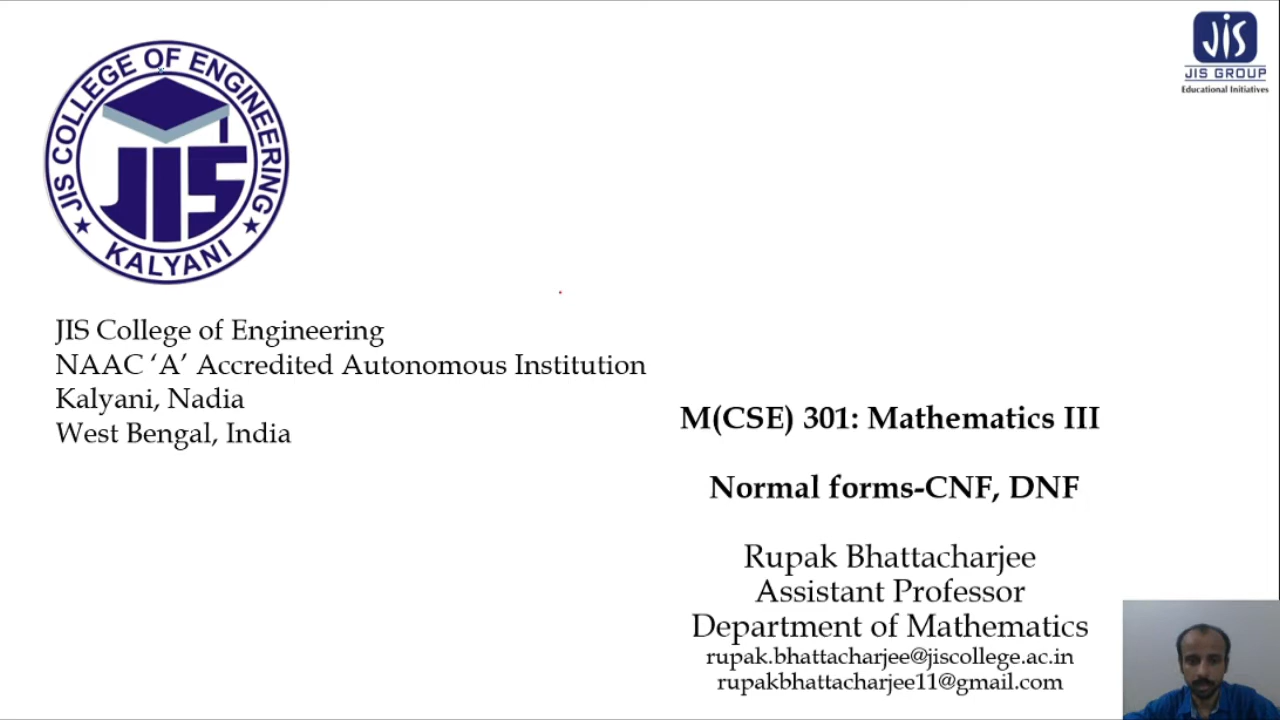 JIS COLLEGE OF ENGINEERING
JIS
KALYANI
JIS
JIS GROUP
Educational Initiatives
JIS College of Engineering
NAAC ‘A’ Accredited Autonomous Institution
Kalyani, Nadia
West Bengal, India
M(CSE) 301: Mathematics III
Normal forms-CNF, DNF
Rupak Bhattacharjee
Assistant Professor
Department of Mathematics
rupak.bhattacharjee@jiscollege.ac.in
rupakbhattacharjee11@gmail.com